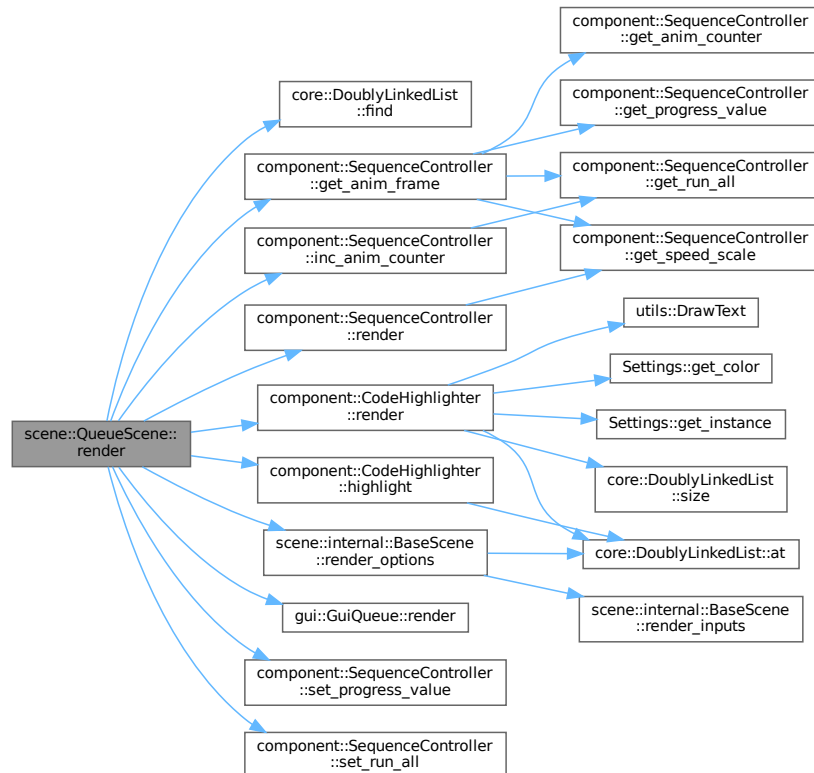 scene::QueueScene::
render
core::DoublyLinkedList
::find
component::SequenceController
::get_anim_frame
component::SequenceController
::inc_anim_counter
component::SequenceController
::render
component::CodeHighlighter
::render
component::CodeHighlighter
::highlight
scene::internal::BaseScene
::render_options
gui::GuiQueue::render
component::SequenceController
::set_progress_value
component::SequenceController
::set_run_all
component::SequenceController
::get_anim_counter
component::SequenceController
::get_progress_value
component::SequenceController
::get_run_all
component::SequenceController
::get_speed_scale
utils::DrawText
Settings::get_color
Settings::get_instance
core::DoublyLinkedList
::size
core::DoublyLinkedList::at
scene::internal::BaseScene
::render_inputs